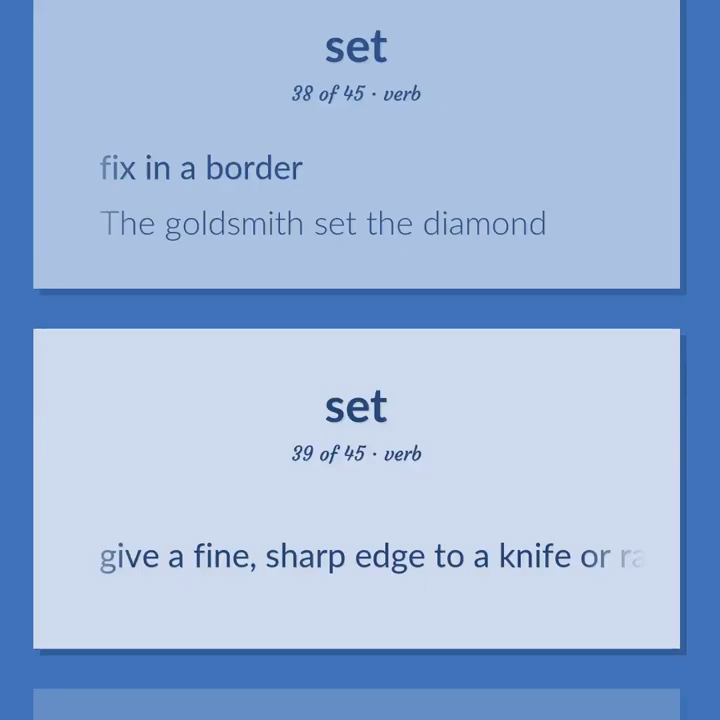 set
38 of 45 · verb
fix in a border
The goldsmith set the diamond
set
39 of 45 · verb
give a fine, sharp edge to a knife or